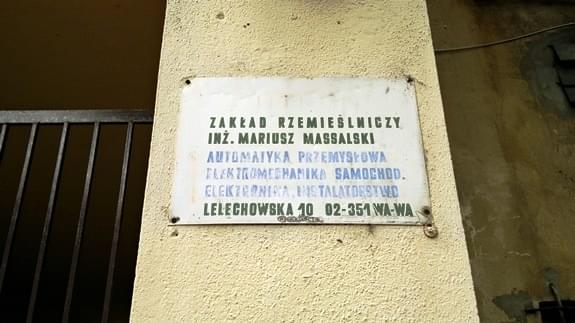 ZAKŁAD RZEMIEŚLNICZY
INŻ. MARIUSZ MASSALSKI
AUTOMATYKA PRZEMYSŁOWA
ELEKTROMECHANIKA SAMOCHOD.
ELEKTRONIKA. INSTALATORSTWO
LELECHOWSKA 10 02-351 WA-WA